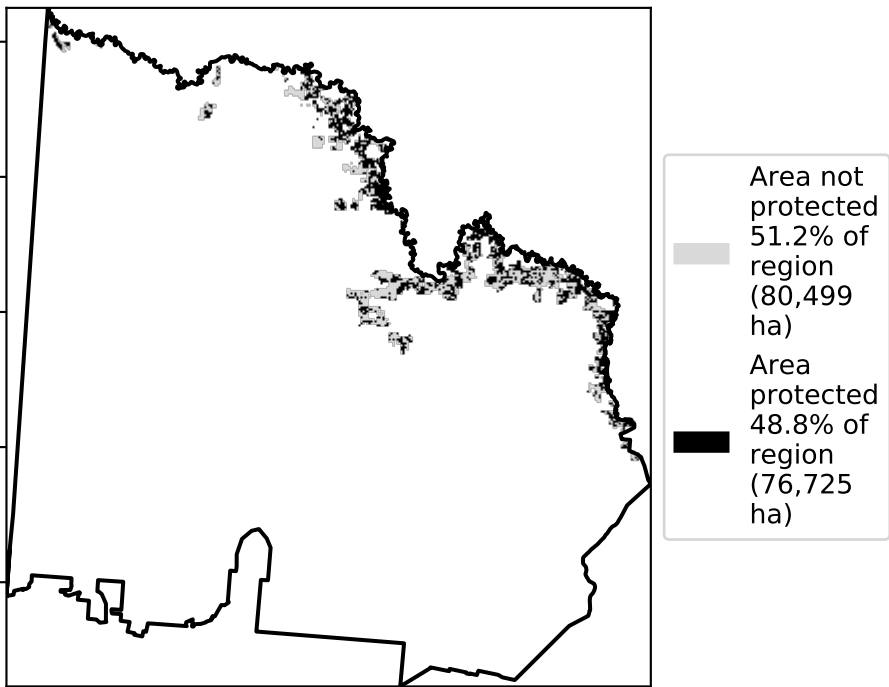 Area not
protected
51.2% of
region
(80,499
ha)
Area
protected
48.8% of
region
(76,725
ha)